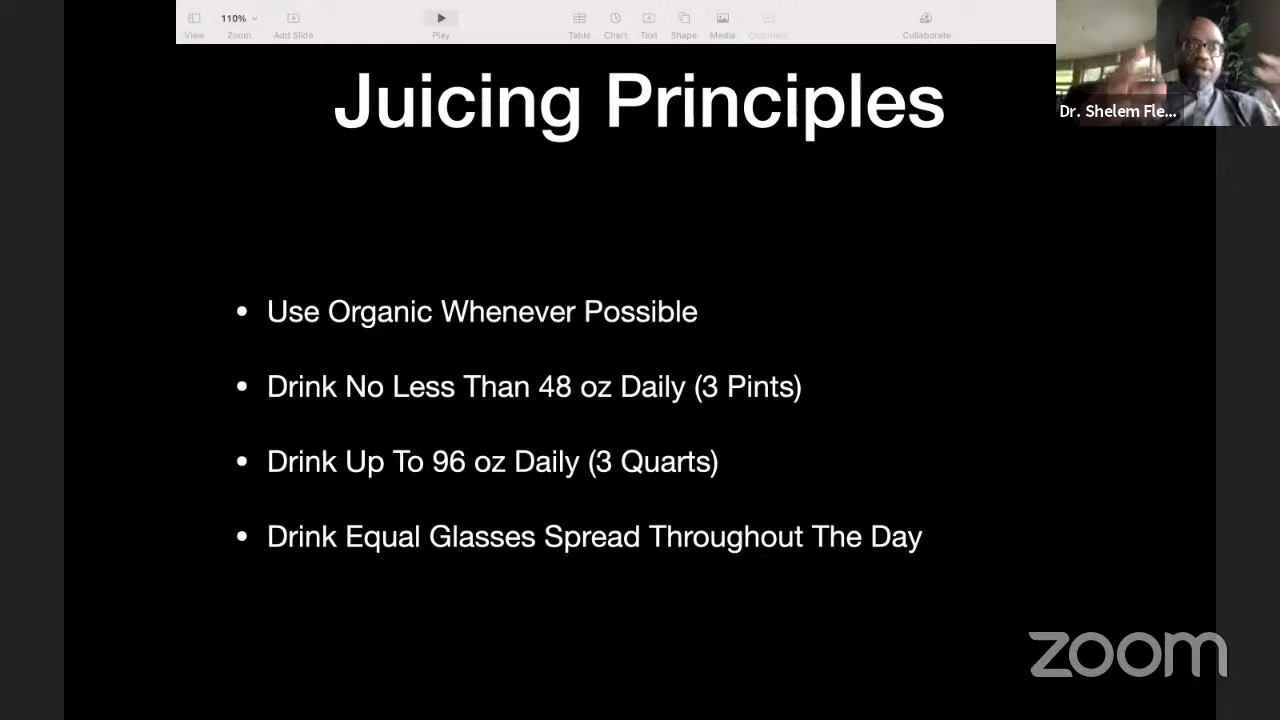 110%
View
Zoom
Add Slide
Play
Table
Chart
Text
Shape
Media
Comment
Collaborate
Juicing Principles
Dr. Shelem Fle...
• Use Organic Whenever Possible
• Drink No Less Than 48 oz Daily (3 Pints)
• Drink Up To 96 oz Daily (3 Quarts)
• Drink Equal Glasses Spread Throughout The Day
zoom